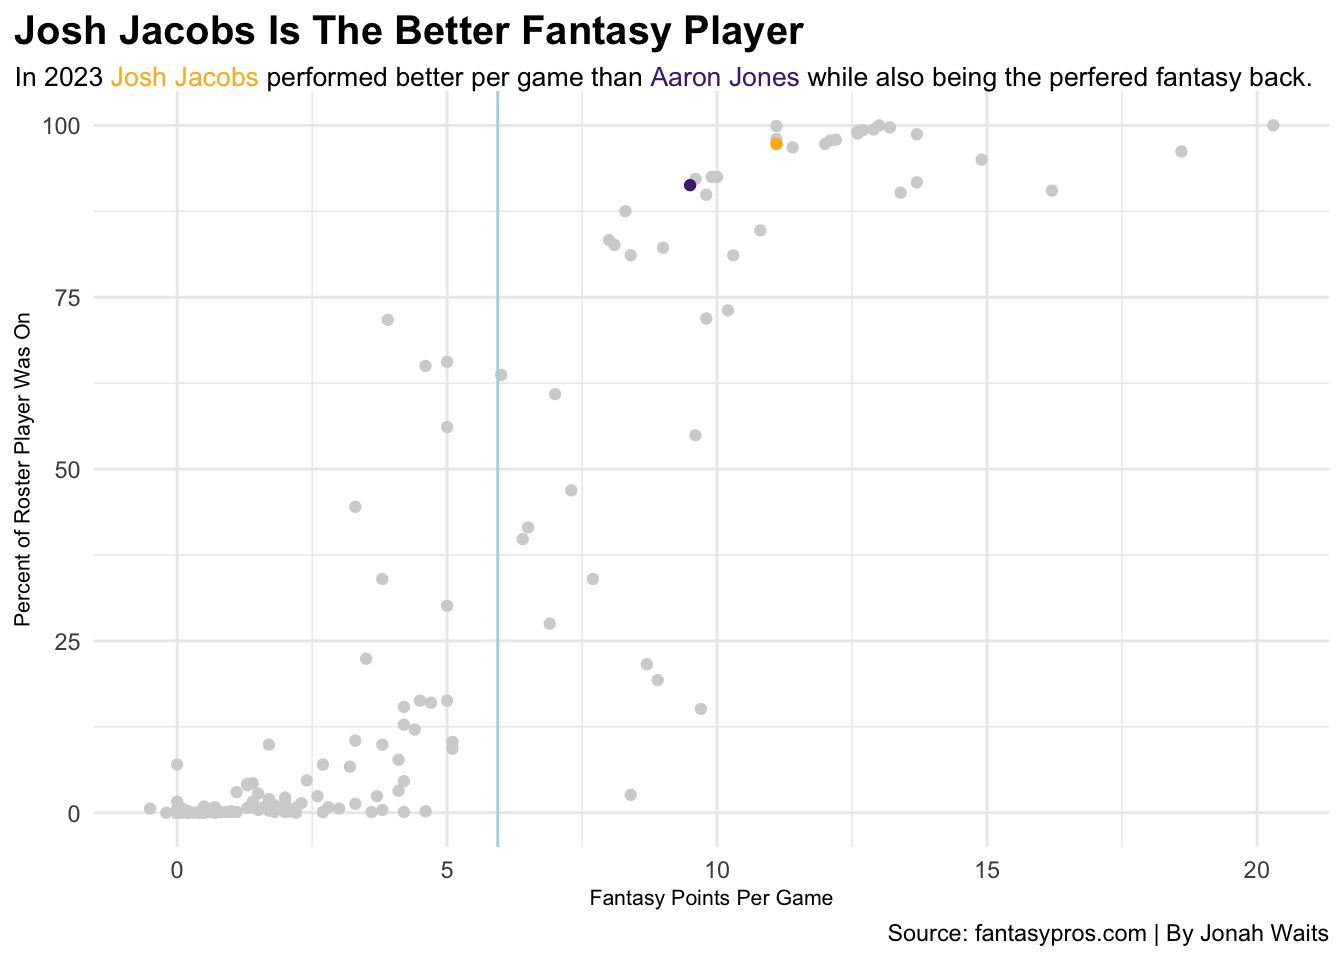 Josh Jacobs Is The Better Fantasy Player
In 2023 Josh Jacobs performed better per game than Aaron Jones while also being the perfered fantasy back.
Percent of Roster Player Was On
100
75
50
25
0
0 5 10 15 20
Fantasy Points Per Game
Source: fantasypros.com | By Jonah Waits